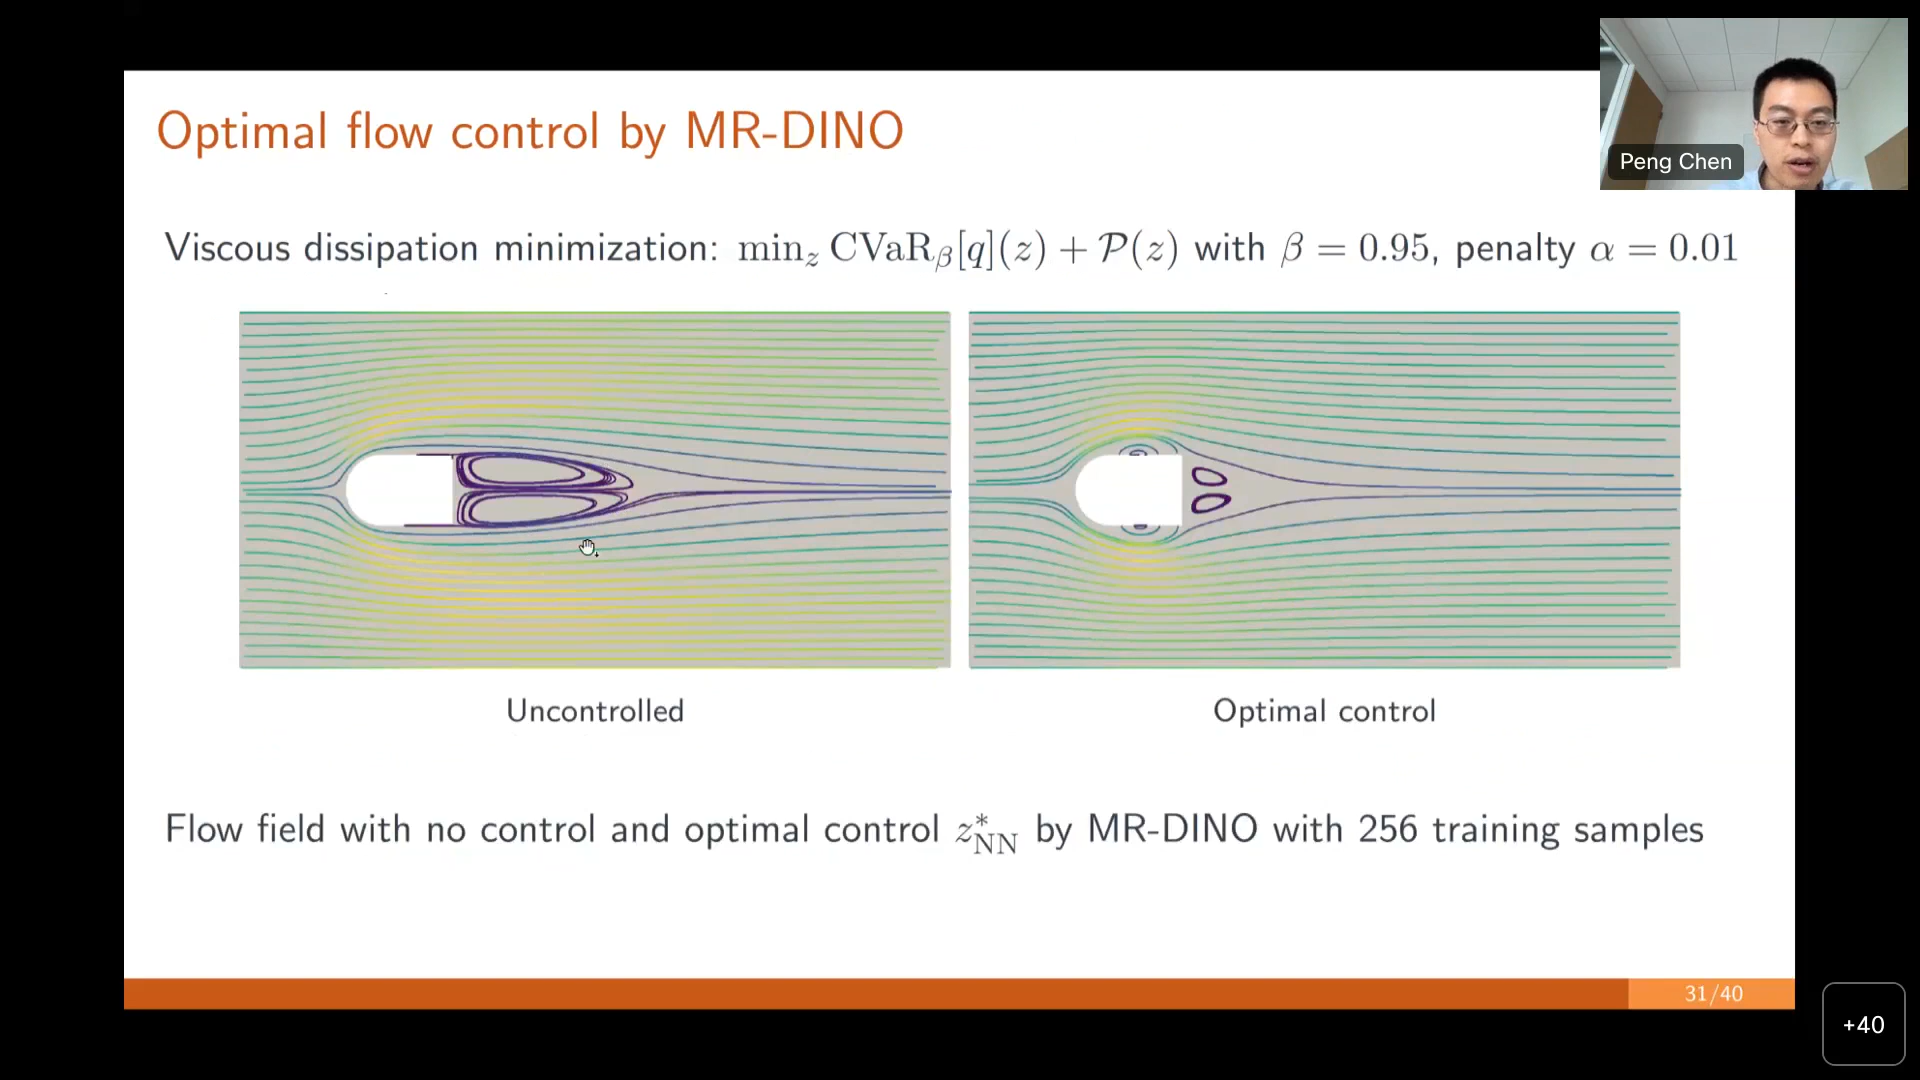 Optimal flow control by MR-DINO
Peng Chen
Viscous dissipation minimization: min_z CVaR_β[q](z) + 𝒫(z) with β = 0.95, penalty α = 0.01
Uncontrolled
Optimal control
Flow field with no control and optimal control z*_NN by MR-DINO with 256 training samples
31/40
+40